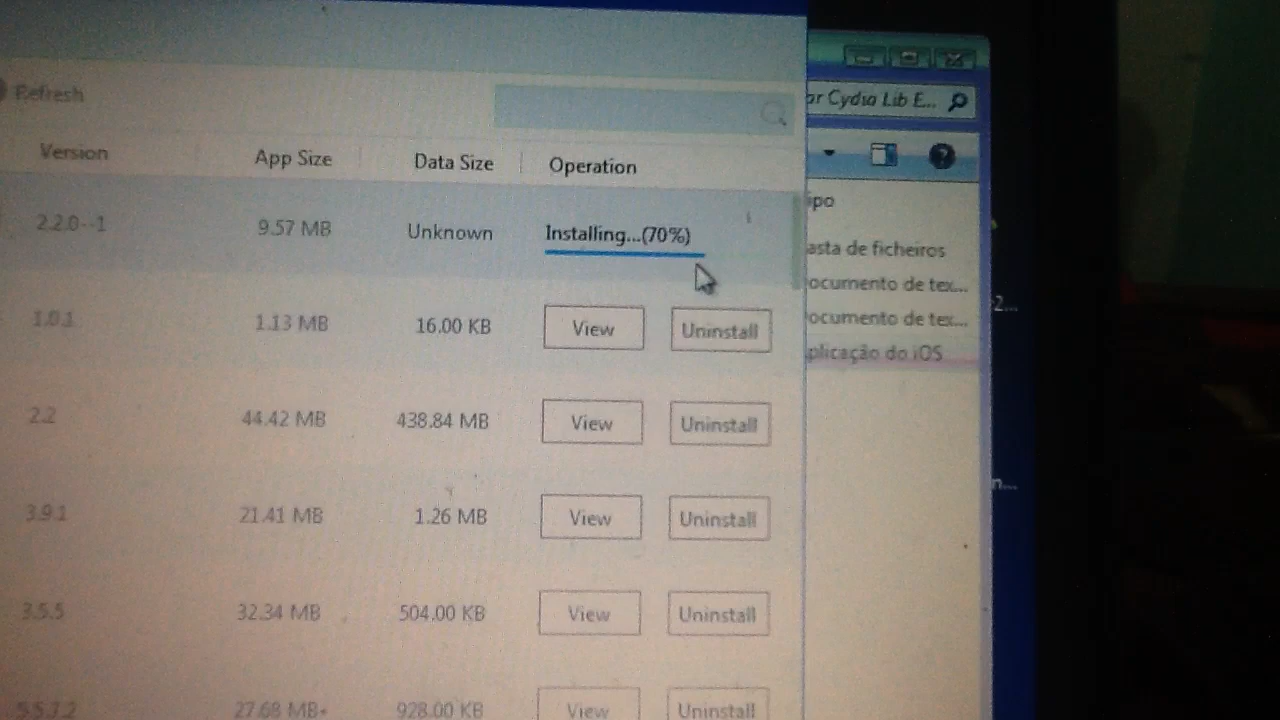 Refresh
or Cydia Lib E...
Version App Size Data Size Operation
ipo
2.2.0--1 9.57 MB Unknown Installing...(70%)
asta de ficheiros
ocumento de tex...
2...
1.0.1 1.13 MB 16.00 KB View Uninstall
ocumento de tex...
plicação do iOS
2.2 44.42 MB 438.84 MB View Uninstall
n...
3.9.1 21.41 MB 1.26 MB View Uninstall
3.5.5 32.34 MB 504.00 KB View Uninstall
27.68 MB 928.00 KB View Uninstall